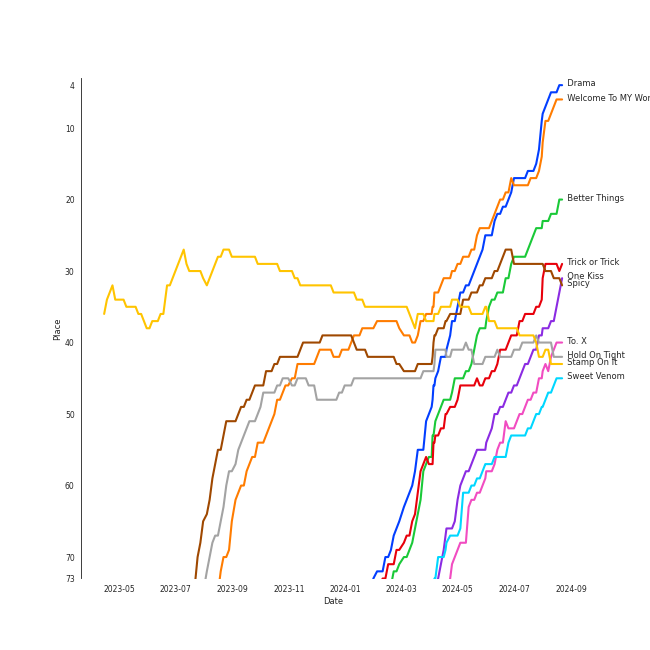 4
10
20
30
40
50
60
70
73
Place
2023-05
2023-07
2023-09
2023-11
2024-01
2024-03
2024-05
2024-07
2024-09
Date
Drama
Welcome To MY Wor
Better Things
Trick or Trick
One Kiss
Spicy
To. X
Hold On Tight
Stamp On It
Sweet Venom